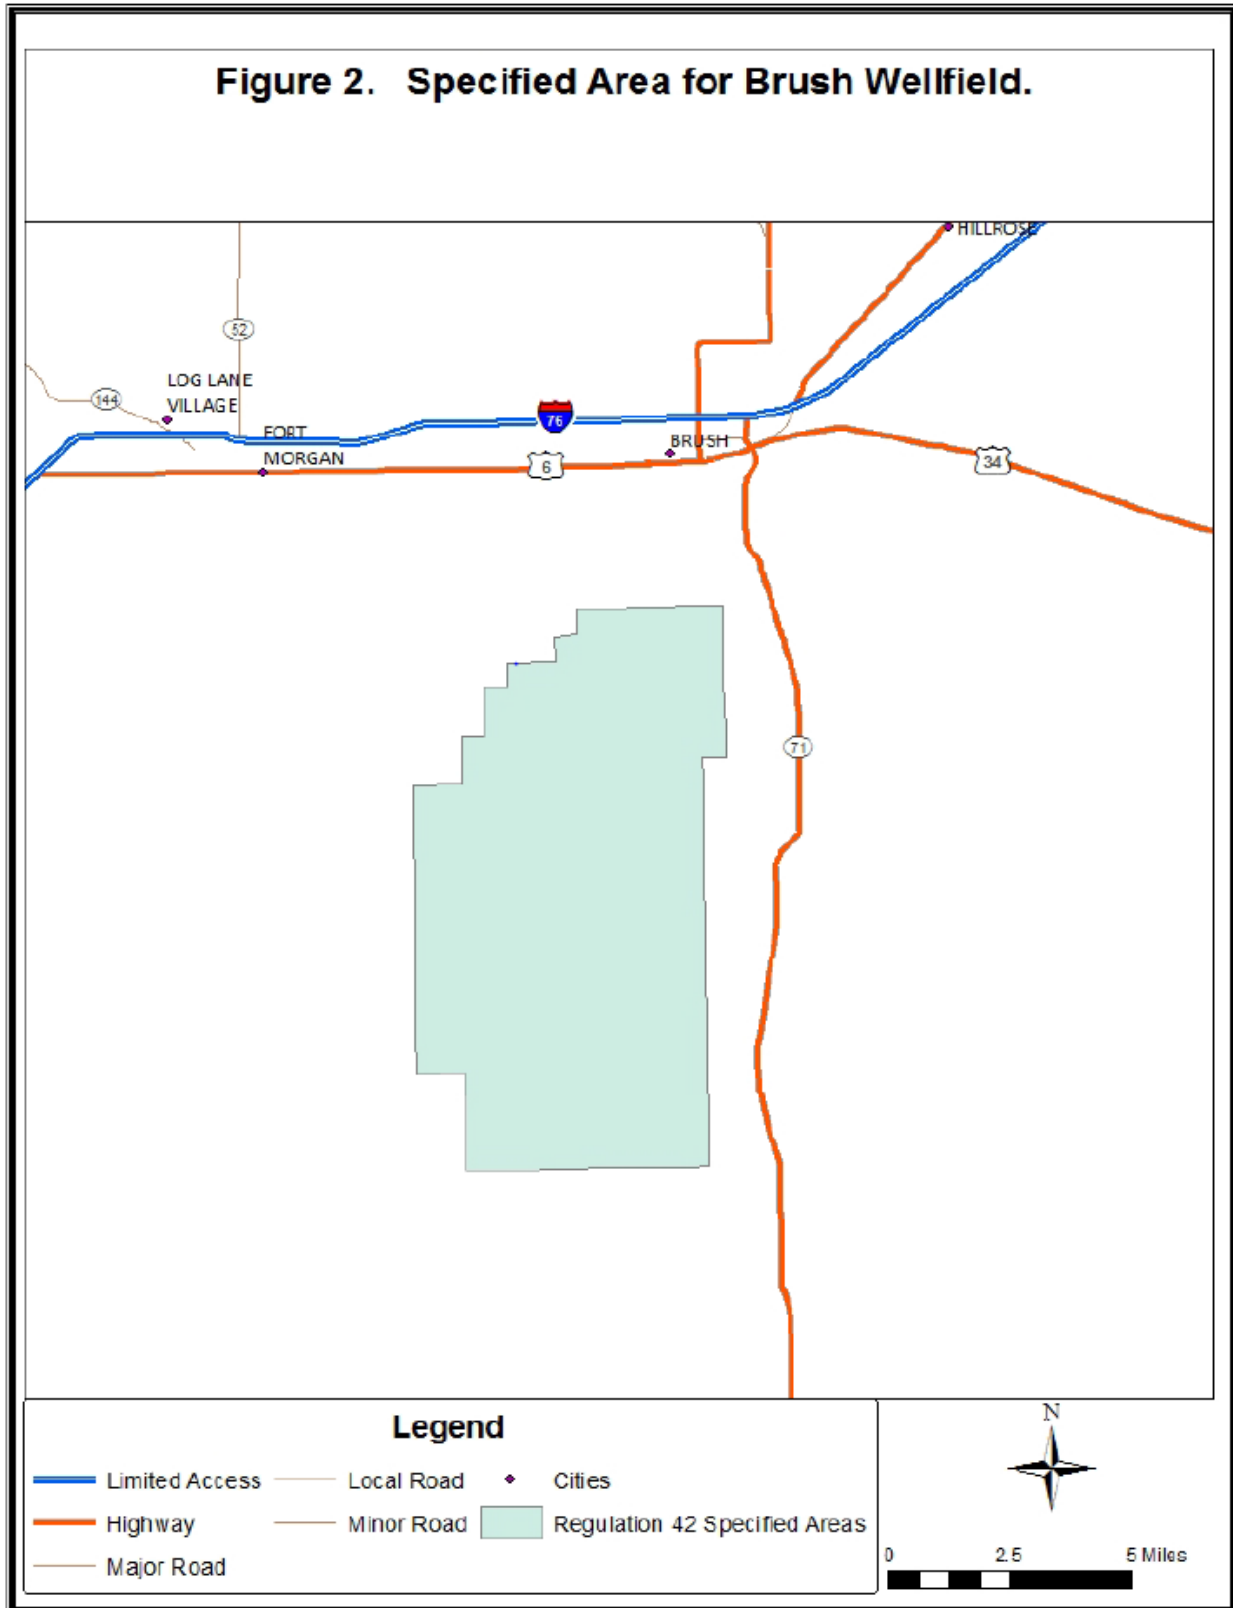 Figure 2. Specified Area for Brush Wellfield.
HILLROSE
52
LOG LANE
VILLAGE
144
76
FORT
MORGAN
BRUSH
6
34
71
Legend
Limited Access
Local Road
Cities
Highway
Minor Road
Regulation 42 Specified Areas
Major Road
N
0 2.5 5 Miles